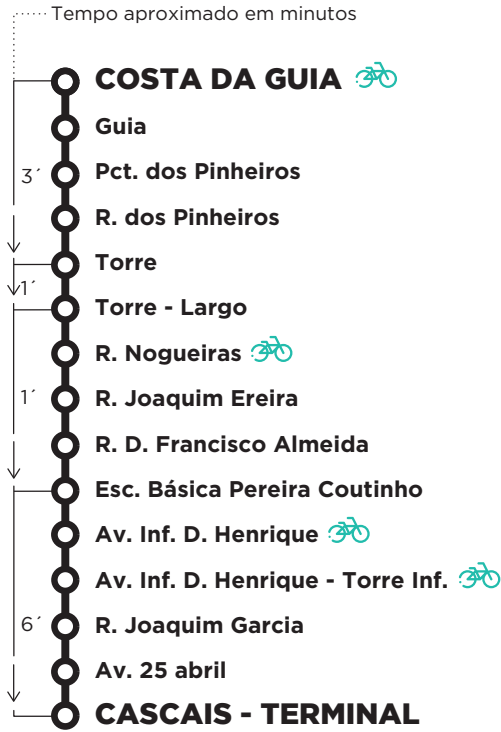 Tempo aproximado em minutos
COSTA DA GUIA
Guia
Pct. dos Pinheiros
3´
R. dos Pinheiros
Torre
1´
Torre - Largo
R. Nogueiras
1´
R. Joaquim Ereira
R. D. Francisco Almeida
Esc. Básica Pereira Coutinho
Av. Inf. D. Henrique
Av. Inf. D. Henrique - Torre Inf.
6´
R. Joaquim Garcia
Av. 25 abril
CASCAIS - TERMINAL